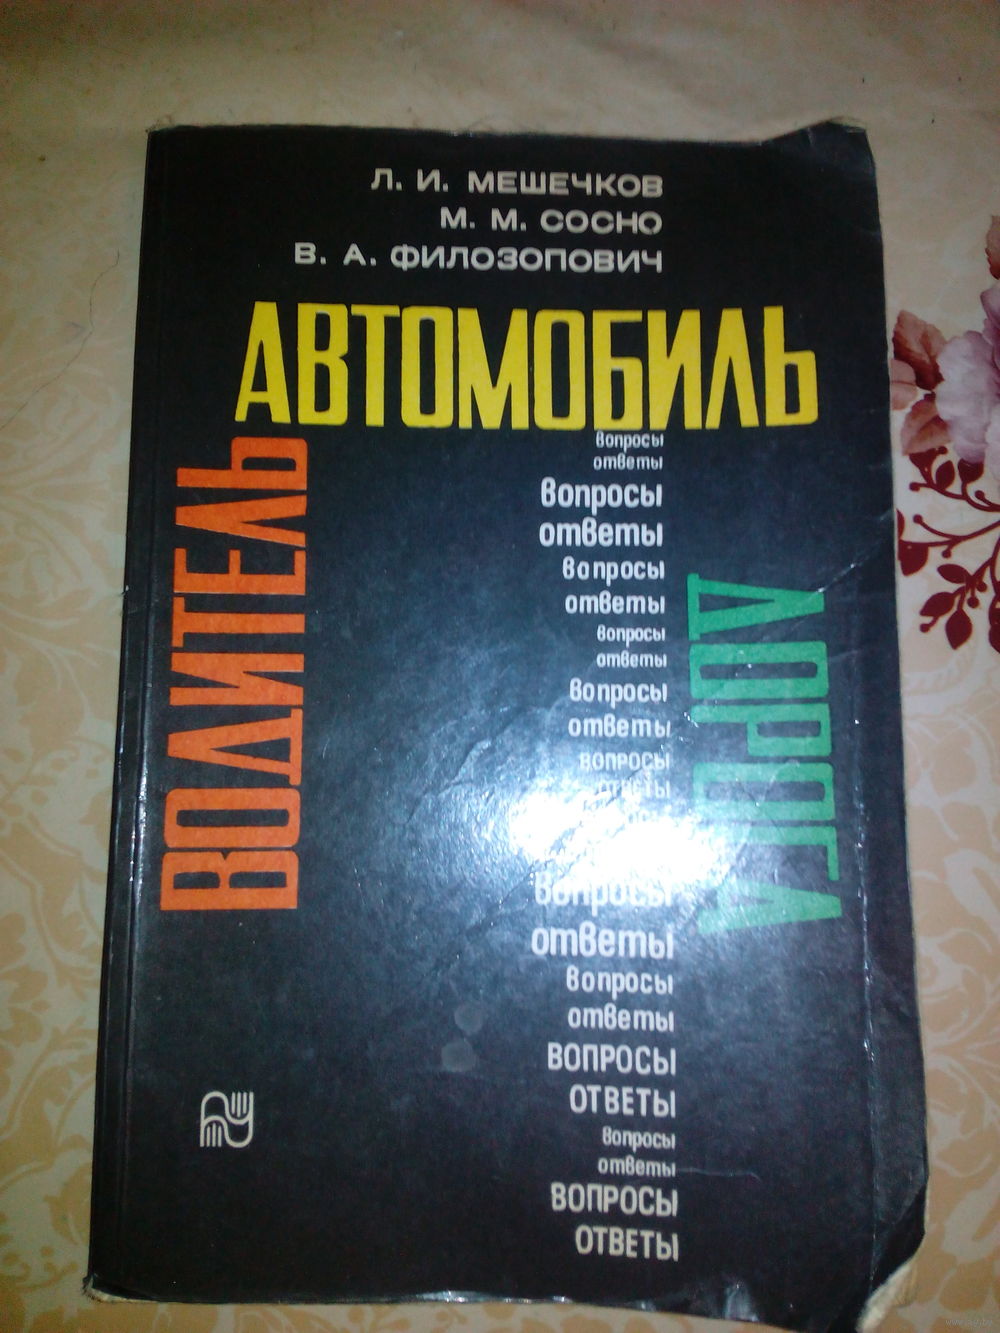 Л. И. МЕШЕЧКОВ
М. М. СОСНО
В. А. ФИЛОЗОПОВИЧ
АВТОМОБИЛЬ
ВОДИТЕЛЬ
ДОРОГА
вопросы
ответы
вопросы
ответы
вопросы
ответы
вопросы
ответы
вопросы
ответы
ВОПРОСЫ
ОТВЕТЫ
вопросы
ответы
вопросы
ответы
ВОПРОСЫ
ОТВЕТЫ
вопросы
ответы
ВОПРОСЫ
ОТВЕТЫ